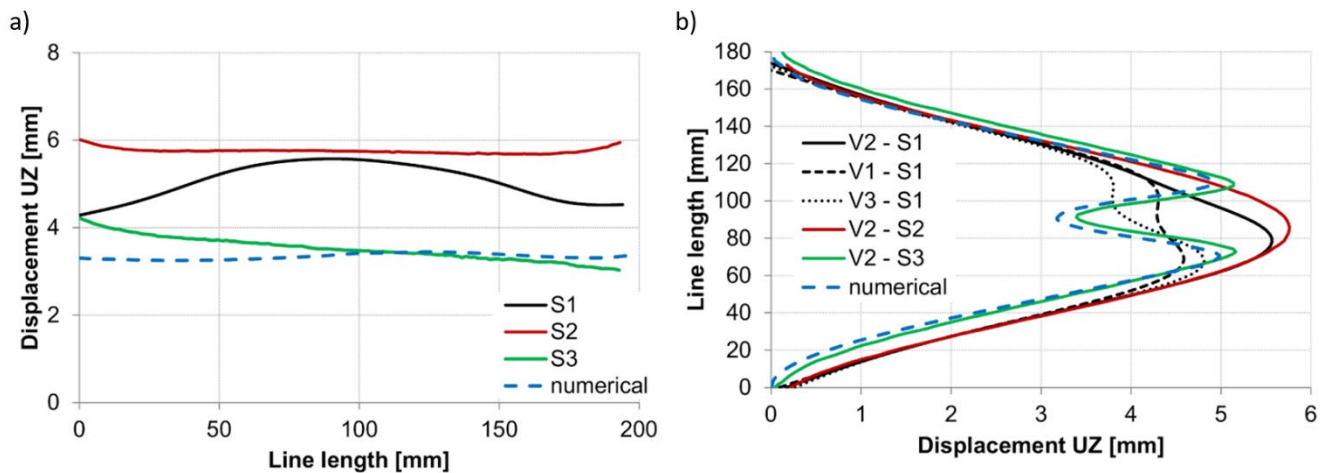 a)
Displacement UZ [mm]
8
6
4
2
0
0 50 100 150 200
Line length [mm]
S1
S2
S3
numerical
b)
Line length [mm]
180
160
140
120
100
80
60
40
20
0
0 1 2 3 4 5 6
Displacement UZ [mm]
V2 - S1
V1 - S1
V3 - S1
V2 - S2
V2 - S3
numerical